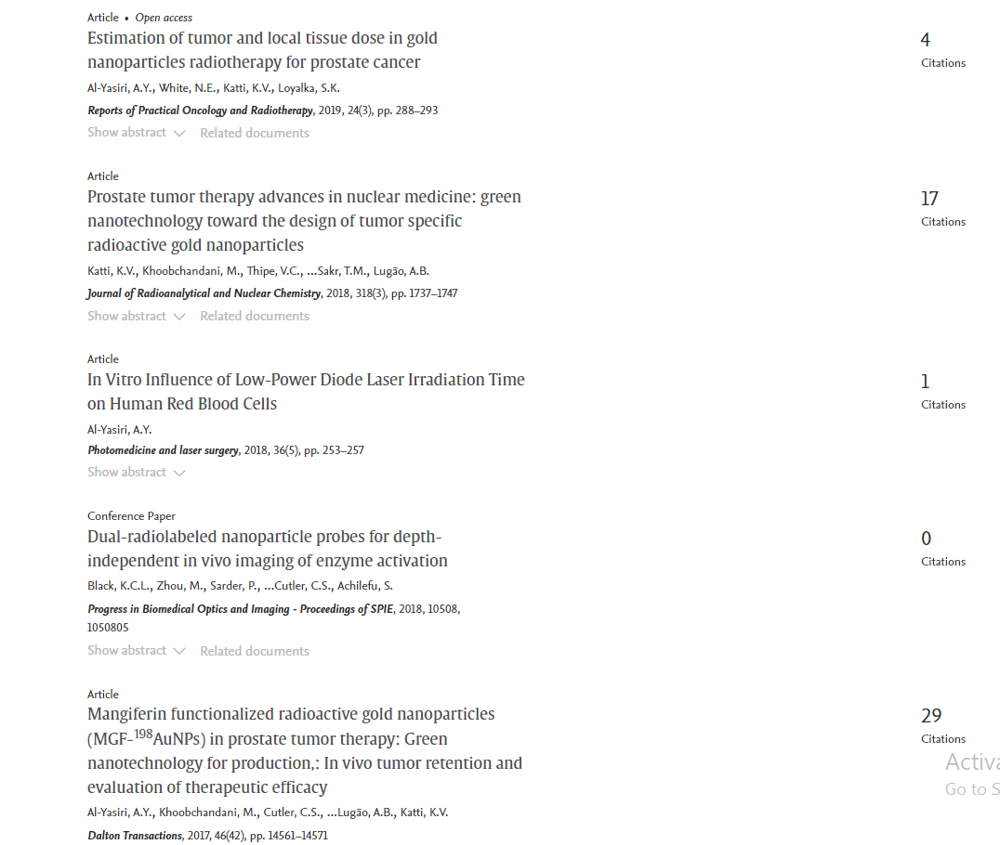 Article • Open access
Estimation of tumor and local tissue dose in gold
nanoparticles radiotherapy for prostate cancer
4
Citations
Al-Yasiri, A.Y., White, N.E., Katti, K.V., Loyalka, S.K.
Reports of Practical Oncology and Radiotherapy, 2019, 24(3), pp. 288–293
Show abstract Related documents
Article
Prostate tumor therapy advances in nuclear medicine: green
nanotechnology toward the design of tumor specific
radioactive gold nanoparticles
17
Citations
Katti, K.V., Khoobchandani, M., Thipe, V.C., ...Sakr, T.M., Lugão, A.B.
Journal of Radioanalytical and Nuclear Chemistry, 2018, 318(3), pp. 1737–1747
Show abstract Related documents
Article
In Vitro Influence of Low-Power Diode Laser Irradiation Time
on Human Red Blood Cells
1
Citations
Al-Yasiri, A.Y.
Photomedicine and laser surgery, 2018, 36(5), pp. 253–257
Show abstract
Conference Paper
Dual-radiolabeled nanoparticle probes for depth-
independent in vivo imaging of enzyme activation
0
Citations
Black, K.C.L., Zhou, M., Sarder, P., ...Cutler, C.S., Achilefu, S.
Progress in Biomedical Optics and Imaging - Proceedings of SPIE, 2018, 10508,
1050805
Show abstract Related documents
Article
Mangiferin functionalized radioactive gold nanoparticles
(MGF-¹⁹⁸AuNPs) in prostate tumor therapy: Green
nanotechnology for production,: In vivo tumor retention and
evaluation of therapeutic efficacy
29
Citations
Al-Yasiri, A.Y., Khoobchandani, M., Cutler, C.S., ...Lugão, A.B., Katti, K.V.
Dalton Transactions, 2017, 46(42), pp. 14561–14571
Activa
Go to S